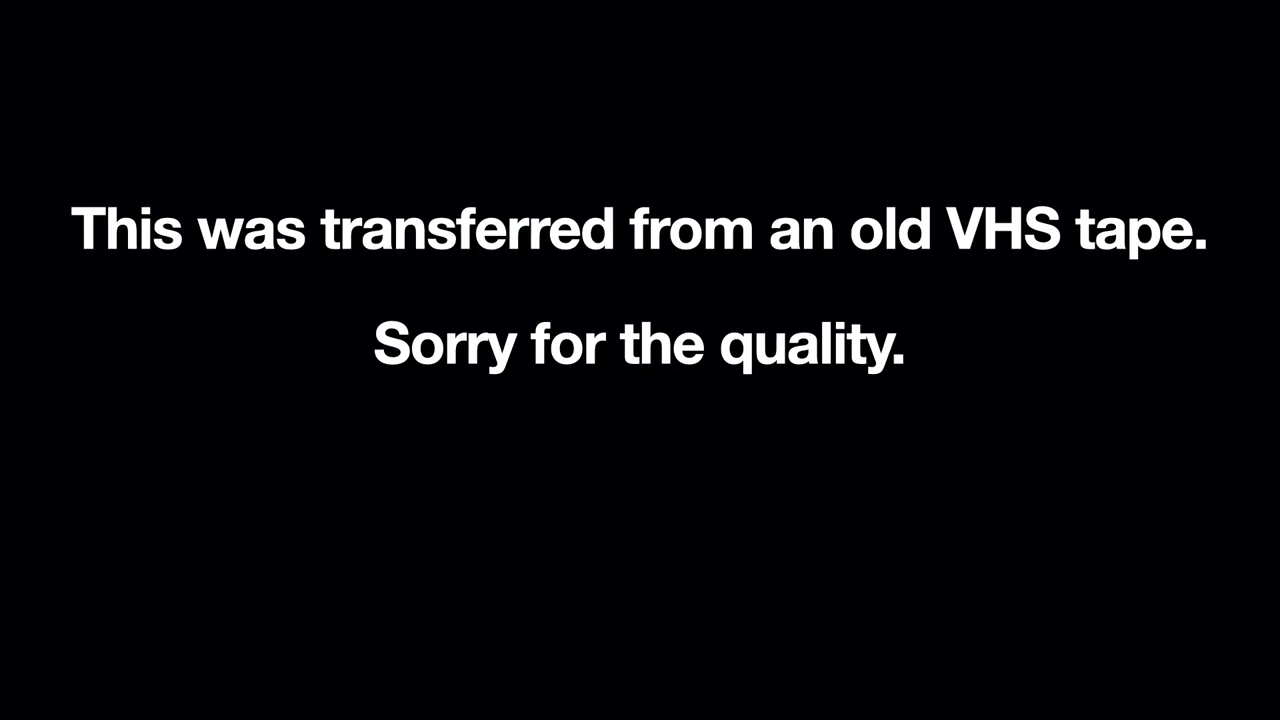 This was transferred from an old VHS tape.
Sorry for the quality.